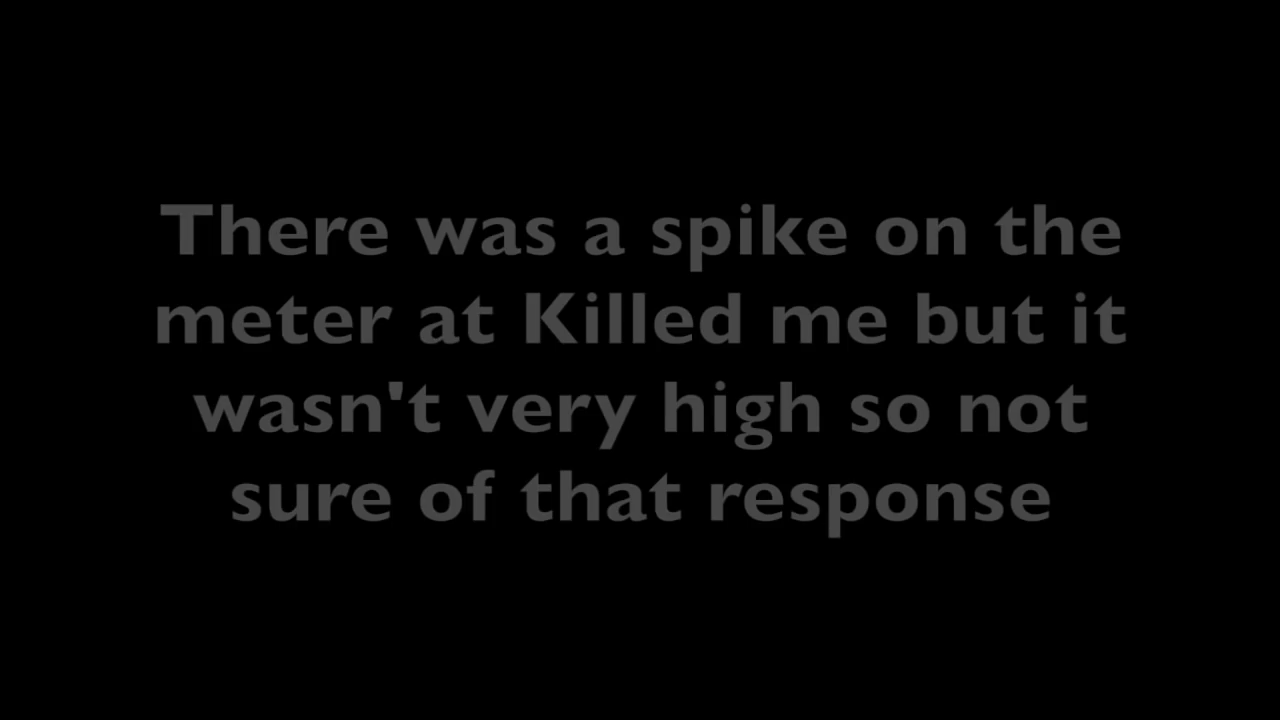 There was a spike on the
meter at Killed me but it
wasn't very high so not
sure of that response